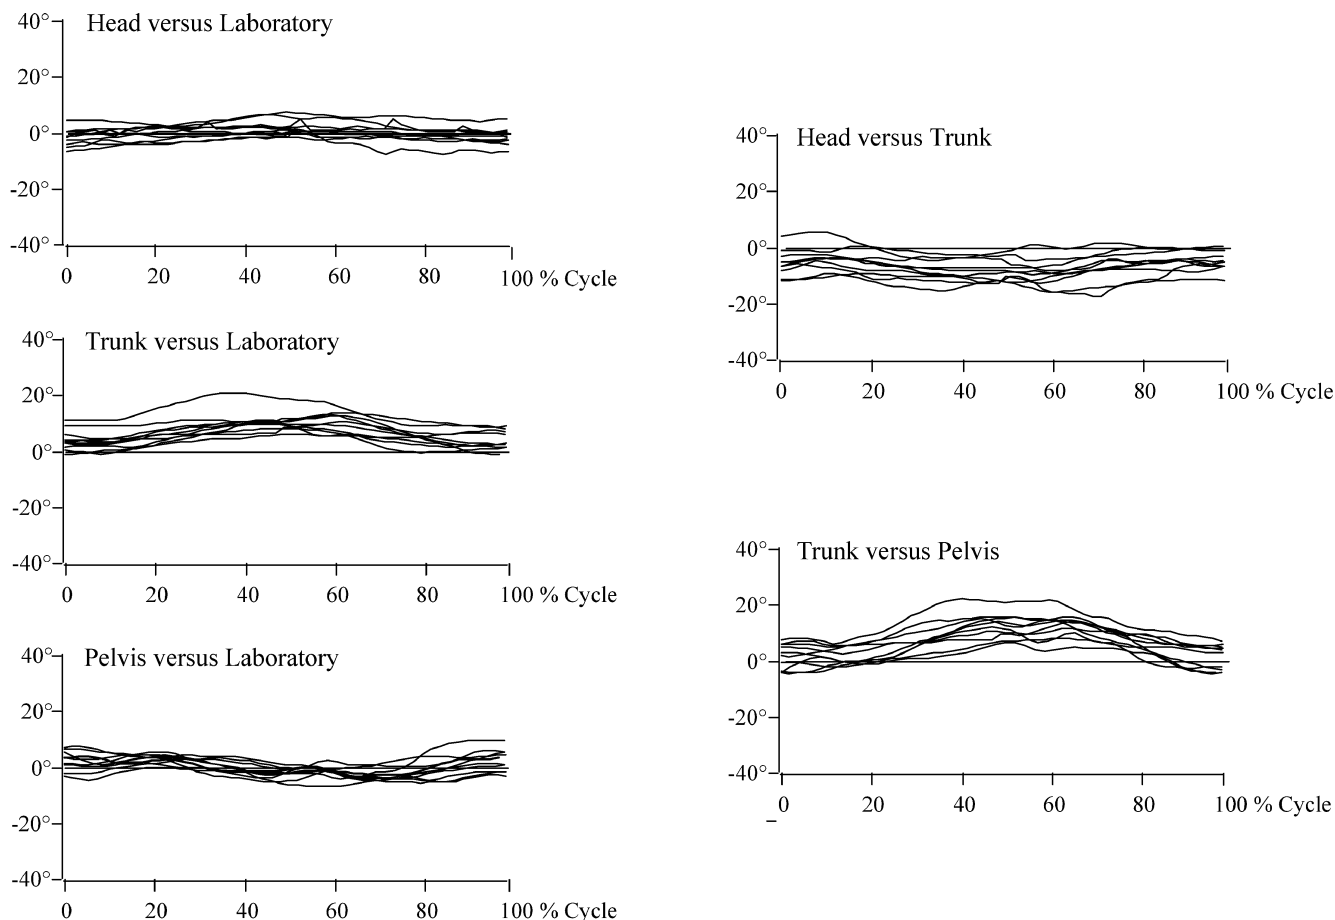 Head versus Laboratory
40°
20°
0°
-20°
-40°
0 20 40 60 80 100 % Cycle
Trunk versus Laboratory
40°
20°
0°
-20°
-40°
0 20 40 60 80 100 % Cycle
Pelvis versus Laboratory
40°
20°
0°
-20°
-40°
0 20 40 60 80 100 % Cycle
Head versus Trunk
40°
20°
0°
-20°
-40°
0 20 40 60 80 100 % Cycle
Trunk versus Pelvis
40°
20°
0°
-20°
-40°
0 20 40 60 80 100 % Cycle